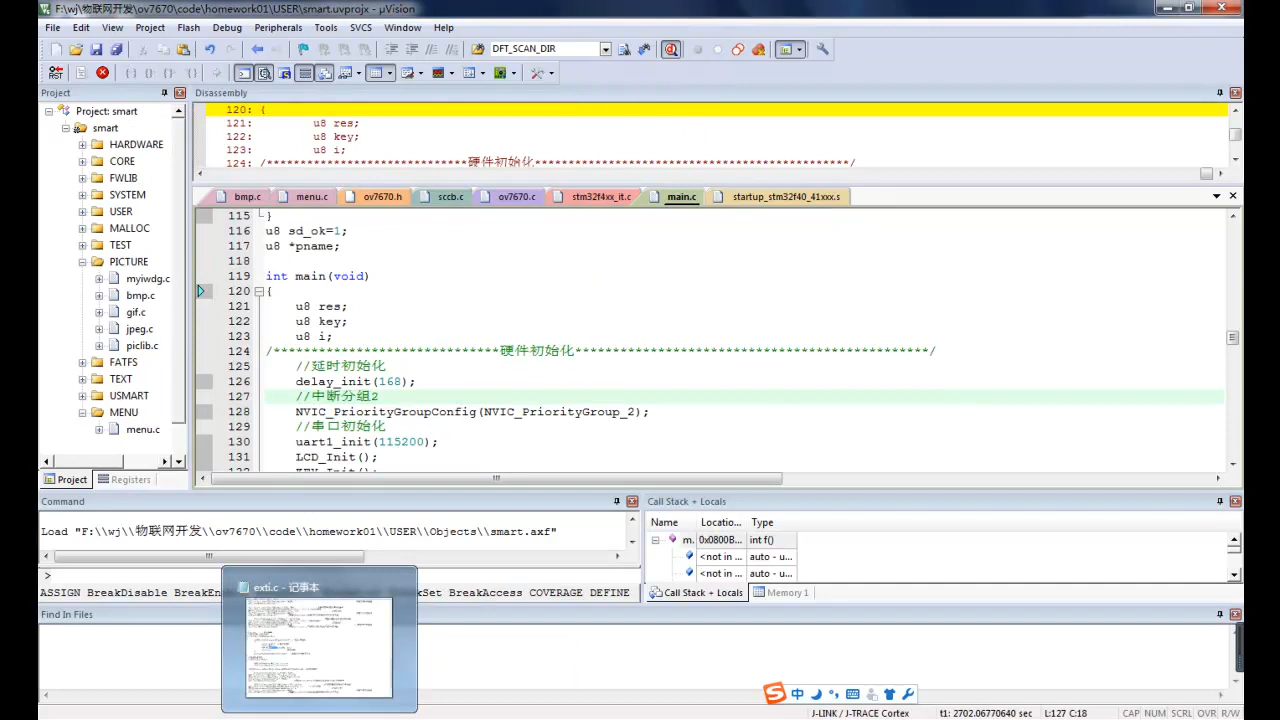 F:\wj\物联网开发\ov7670\code\homework01\USER\smart.uvprojx - µVision
File Edit View Project Flash Debug Peripherals Tools SVCS Window Help
DFT_SCAN_DIR
RST
Project
Project: smart
smart
HARDWARE
CORE
FWLIB
SYSTEM
USER
MALLOC
TEST
PICTURE
myiwdg.c
bmp.c
gif.c
jpeg.c
piclib.c
FATFS
TEXT
USMART
MENU
menu.c
Project Registers
Disassembly
120: {
121: u8 res;
122: u8 key;
123: u8 i;
124: /*****************************硬件初始化*********************************************/
bmp.c menu.c ov7670.h sccb.c ov7670.c stm32f4xx_it.c main.c startup_stm32f40_41xxx.s
115 }
116 u8 sd_ok=1;
117 u8 *pname;
118
119 int main(void)
120 {
121 u8 res;
122 u8 key;
123 u8 i;
124 /******************************硬件初始化***********************************************/
125 //延时初始化
126 delay_init(168);
127 //中断分组2
128 NVIC_PriorityGroupConfig(NVIC_PriorityGroup_2);
129 //串口初始化
130 uart1_init(115200);
131 LCD_Init();
Command
Load "F:\\wj\\物联网开发\\ov7670\\code\\homework01\\USER\\Objects\\smart.axf"
>
ASSIGN BreakDisable BreakEn
Set BreakAccess COVERAGE DEFINE
Call Stack + Locals
Name Locatio... Type
m. 0x0800B... int f()
<not in ... auto - u...
<not in ... auto - u...
Call Stack + Locals Memory 1
Find In Files
exti.c - 记事本
中
J-LINK / J-TRACE Cortex t1: 2702.06770640 sec L:127 C:18 CAP NUM SCRL OVR R/W